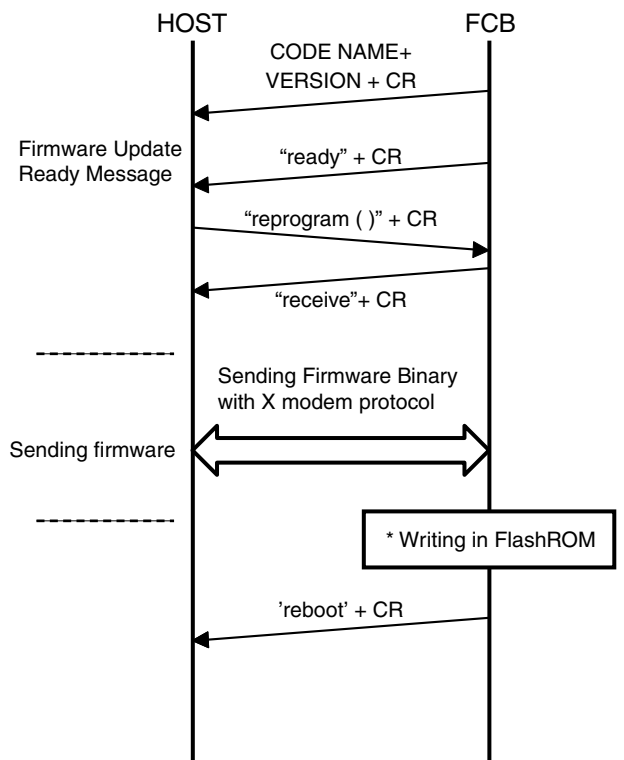 HOST
FCB
CODE NAME+
VERSION + CR
Firmware Update
Ready Message
“ready” + CR
“reprogram ( )” + CR
“receive”+ CR
Sending Firmware Binary
with X modem protocol
Sending firmware
* Writing in FlashROM
’reboot’ + CR